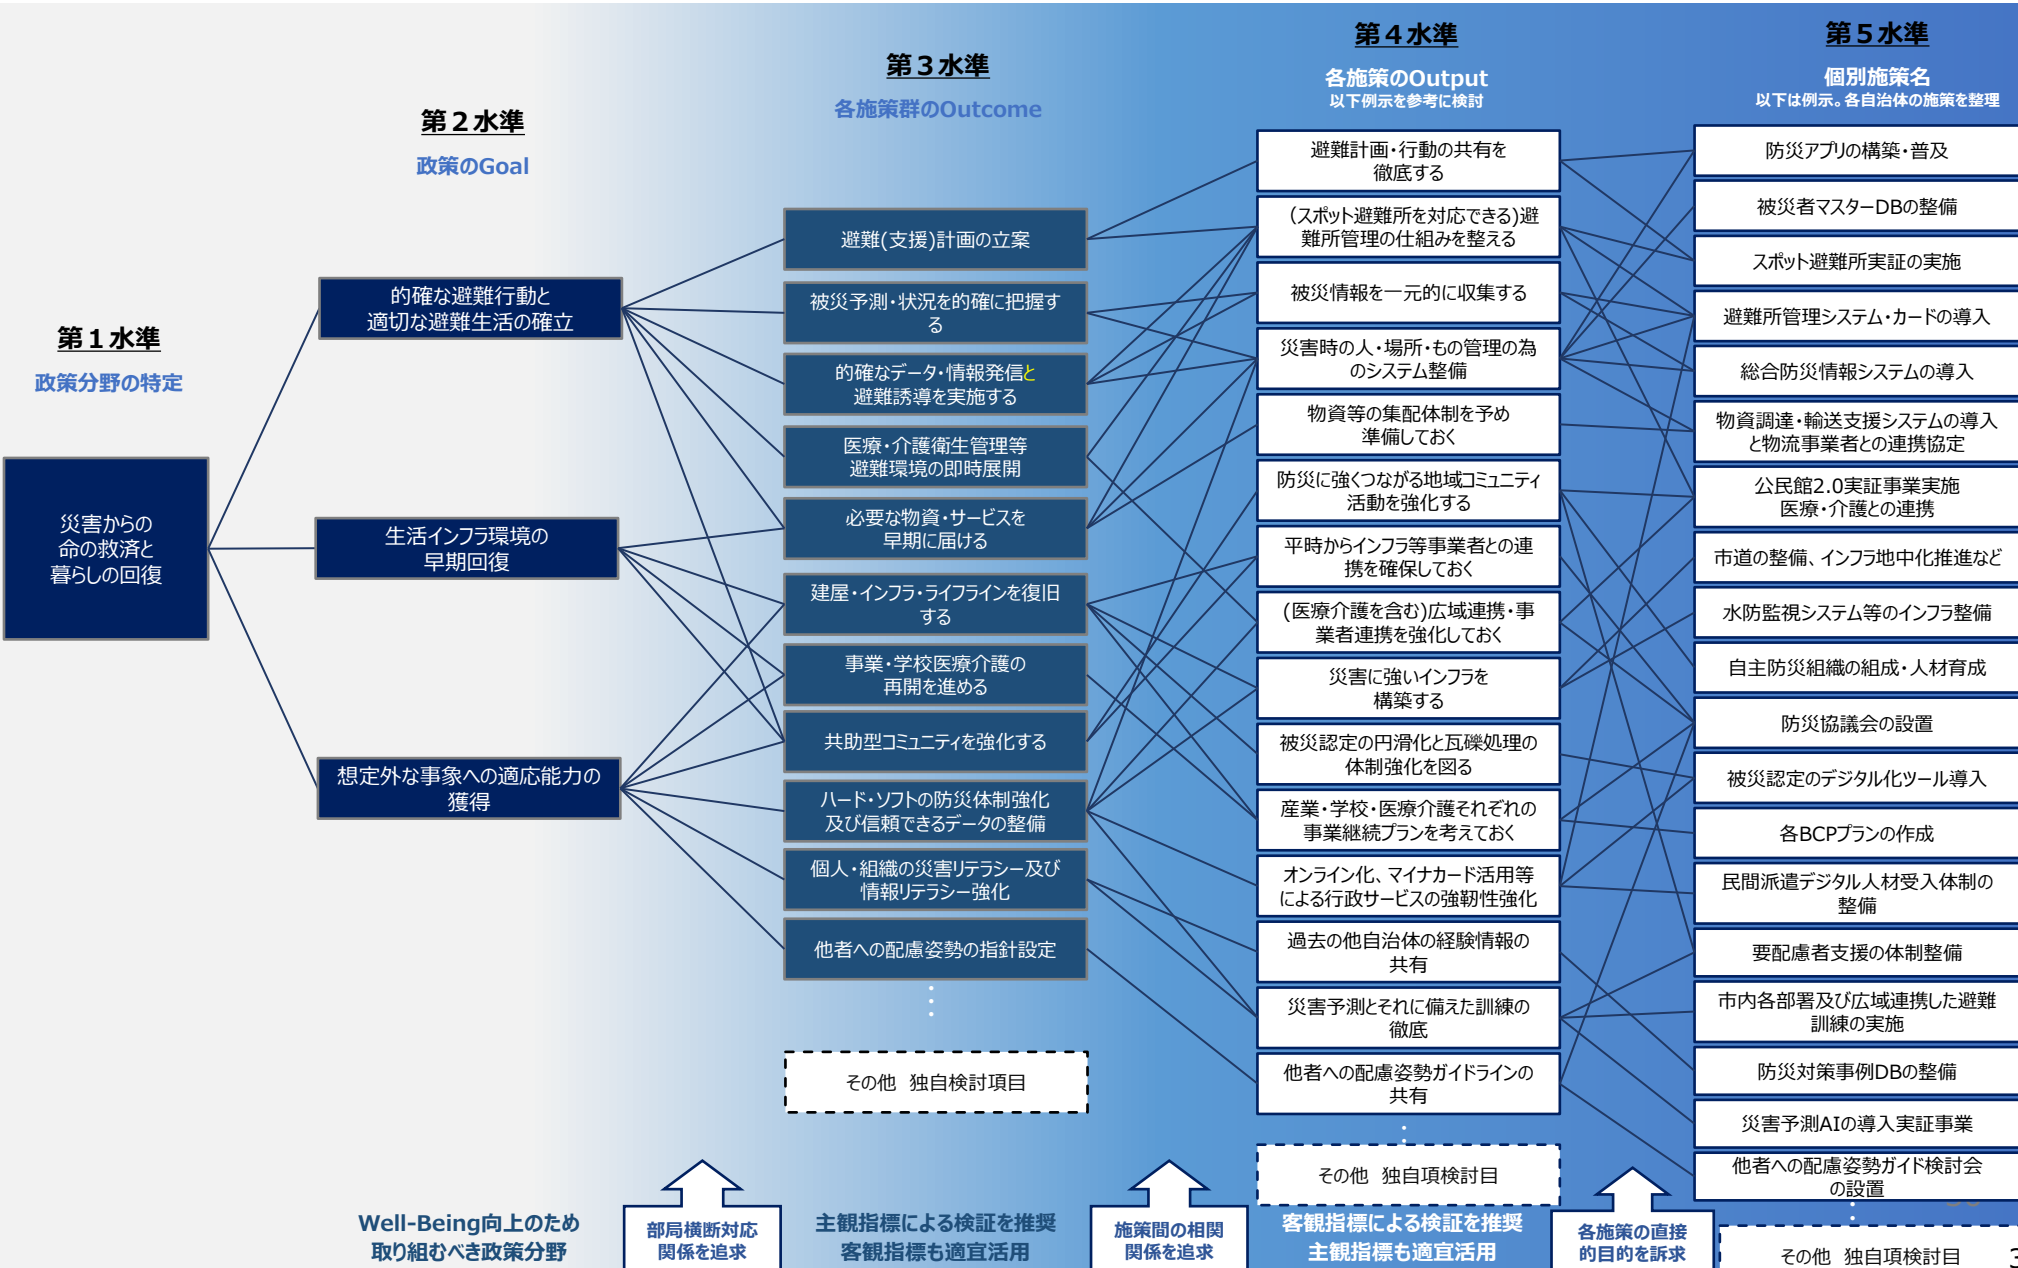 第１水準
政策分野の特定
災害からの
命の救済と
暮らしの回復
第２水準
政策のGoal
的確な避難行動と
適切な避難生活の確立
生活インフラ環境の
早期回復
想定外な事象への適応能力の
獲得
Well-Being向上のため
取り組むべき政策分野
部局横断対応
関係を追求
第３水準
各施策群のOutcome
避難(支援)計画の立案
被災予測・状況を的確に把握す
る
的確なデータ・情報発信と
避難誘導を実施する
医療・介護衛生管理等
避難環境の即時展開
必要な物資・サービスを
早期に届ける
建屋・インフラ・ライフラインを復旧
する
事業・学校医療介護の
再開を進める
共助型コミュニティを強化する
ハード・ソフトの防災体制強化
及び信頼できるデータの整備
個人・組織の災害リテラシー及び
情報リテラシー強化
他者への配慮姿勢の指針設定
その他 独自検討項目
主観指標による検証を推奨
客観指標も適宜活用
施策間の相関
関係を追求
第４水準
各施策のOutput
以下例示を参考に検討
避難計画・行動の共有を
徹底する
（スポット避難所を対応できる)避
難所管理の仕組みを整える
被災情報を一元的に収集する
災害時の人・場所・もの管理の為
のシステム整備
物資等の集配体制を予め
準備しておく
防災に強くつながる地域コミュニティ
活動を強化する
平時からインフラ等事業者との連
携を確保しておく
(医療介護を含む)広域連携・事
業者連携を強化しておく
災害に強いインフラを
構築する
被災認定の円滑化と瓦礫処理の
体制強化を図る
産業・学校・医療介護それぞれの
事業継続プランを考えておく
オンライン化、マイナカード活用等
による行政サービスの強靭性強化
過去の他自治体の経験情報の
共有
災害予測とそれに備えた訓練の
徹底
他者への配慮姿勢ガイドラインの
共有
その他 独自項検討目
客観指標による検証を推奨
主観指標も適宜活用
各施策の直接
的目的を訴求
第５水準
個別施策名
以下は例示。各自治体の施策を整理
防災アプリの構築・普及
被災者マスターDBの整備
スポット避難所実証の実施
避難所管理システム・カードの導入
総合防災情報システムの導入
物資調達・輸送支援システムの導入
と物流事業者との連携協定
公民館2.0実証事業実施
医療・介護との連携
市道の整備、インフラ地中化推進など
水防監視システム等のインフラ整備
自主防災組織の組成・人材育成
防災協議会の設置
被災認定のデジタル化ツール導入
各BCPプランの作成
民間派遣デジタル人材受入体制の
整備
要配慮者支援の体制整備
市内各部署及び広域連携した避難
訓練の実施
防災対策事例DBの整備
災害予測AIの導入実証事業
他者への配慮姿勢ガイド検討会
の設置
その他 独自項検討目